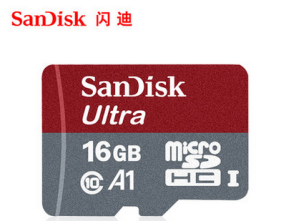 SanDisk 闪迪
SanDisk
Ultra
16GB Micro SD HC I
10 A1